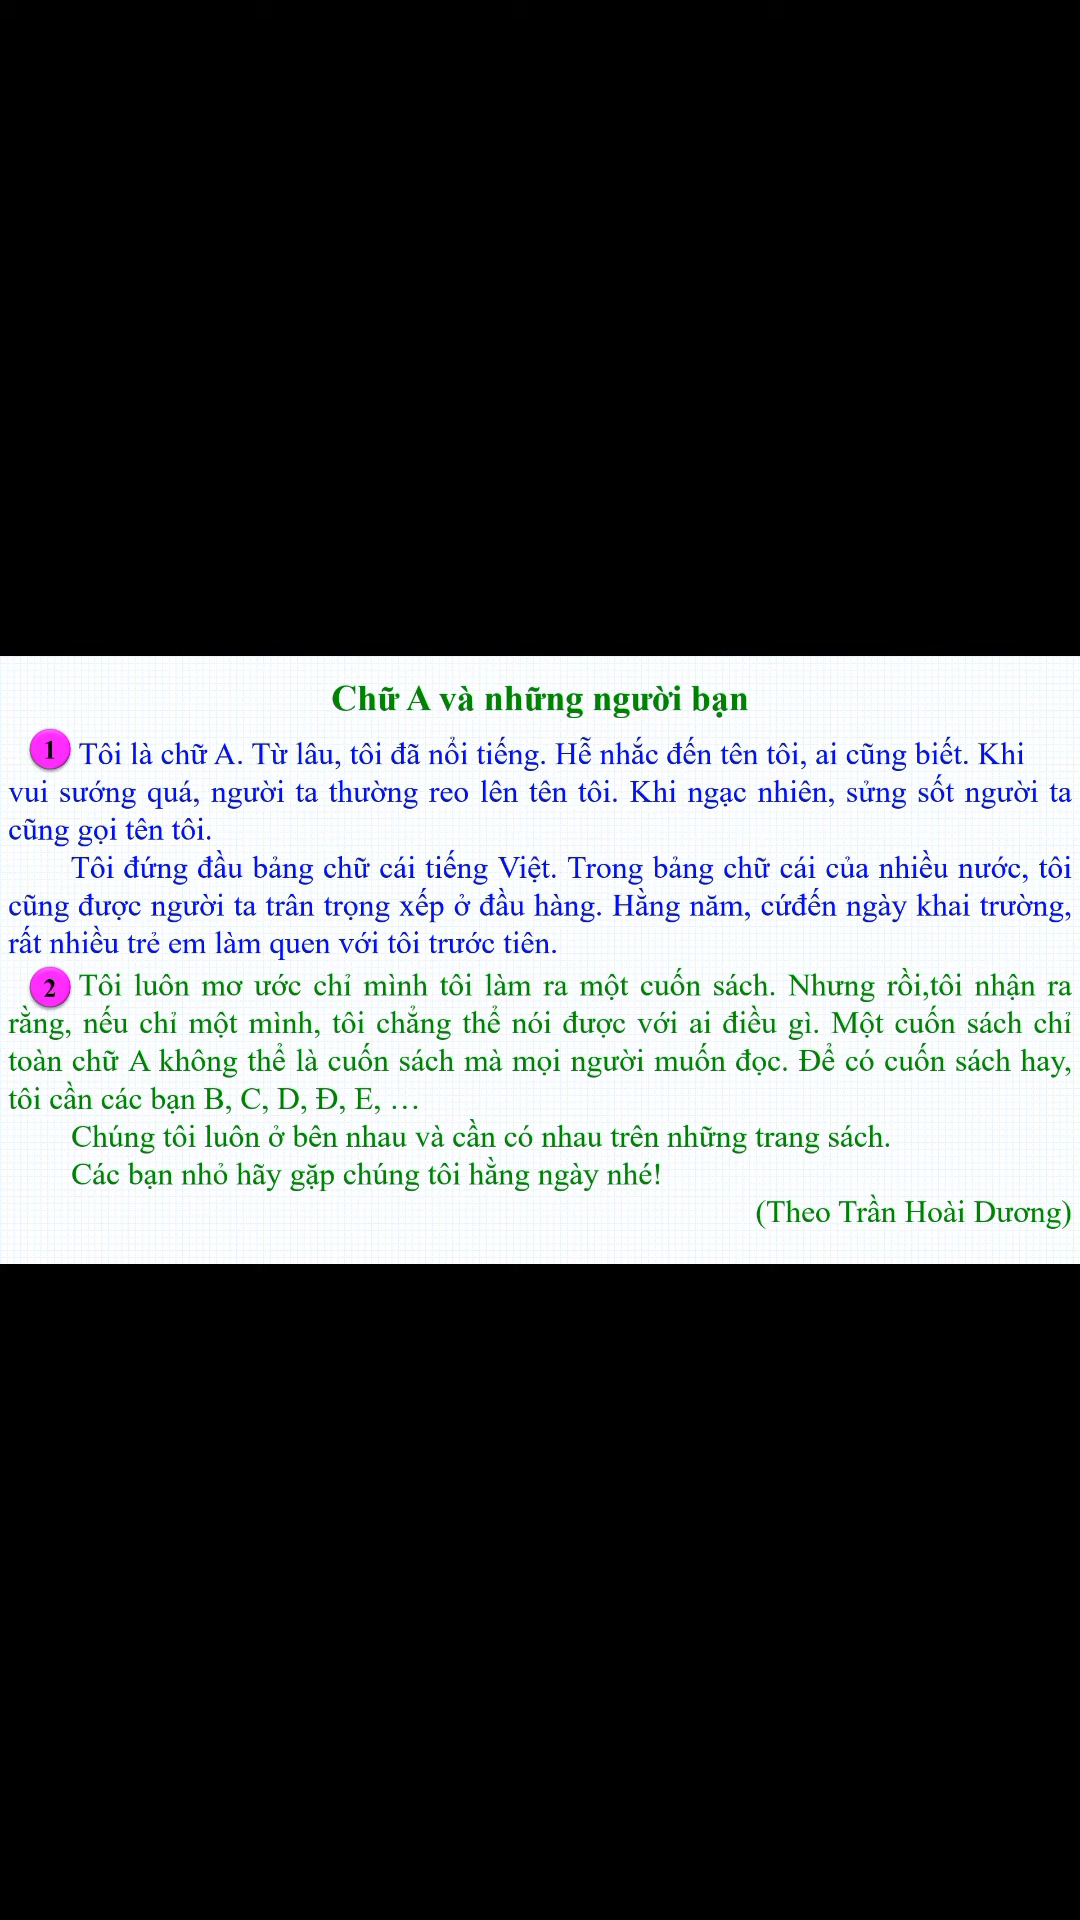 Chữ A và những người bạn
1 Tôi là chữ A. Từ lâu, tôi đã nổi tiếng. Hễ nhắc đến tên tôi, ai cũng biết. Khi
vui sướng quá, người ta thường reo lên tên tôi. Khi ngạc nhiên, sửng sốt người ta
cũng gọi tên tôi.
Tôi đứng đầu bảng chữ cái tiếng Việt. Trong bảng chữ cái của nhiều nước, tôi
cũng được người ta trân trọng xếp ở đầu hàng. Hằng năm, cứđến ngày khai trường,
rất nhiều trẻ em làm quen với tôi trước tiên.
2 Tôi luôn mơ ước chỉ mình tôi làm ra một cuốn sách. Nhưng rồi,tôi nhận ra
rằng, nếu chỉ một mình, tôi chẳng thể nói được với ai điều gì. Một cuốn sách chỉ
toàn chữ A không thể là cuốn sách mà mọi người muốn đọc. Để có cuốn sách hay,
tôi cần các bạn B, C, D, Đ, E, …
Chúng tôi luôn ở bên nhau và cần có nhau trên những trang sách.
Các bạn nhỏ hãy gặp chúng tôi hằng ngày nhé!
(Theo Trần Hoài Dương)